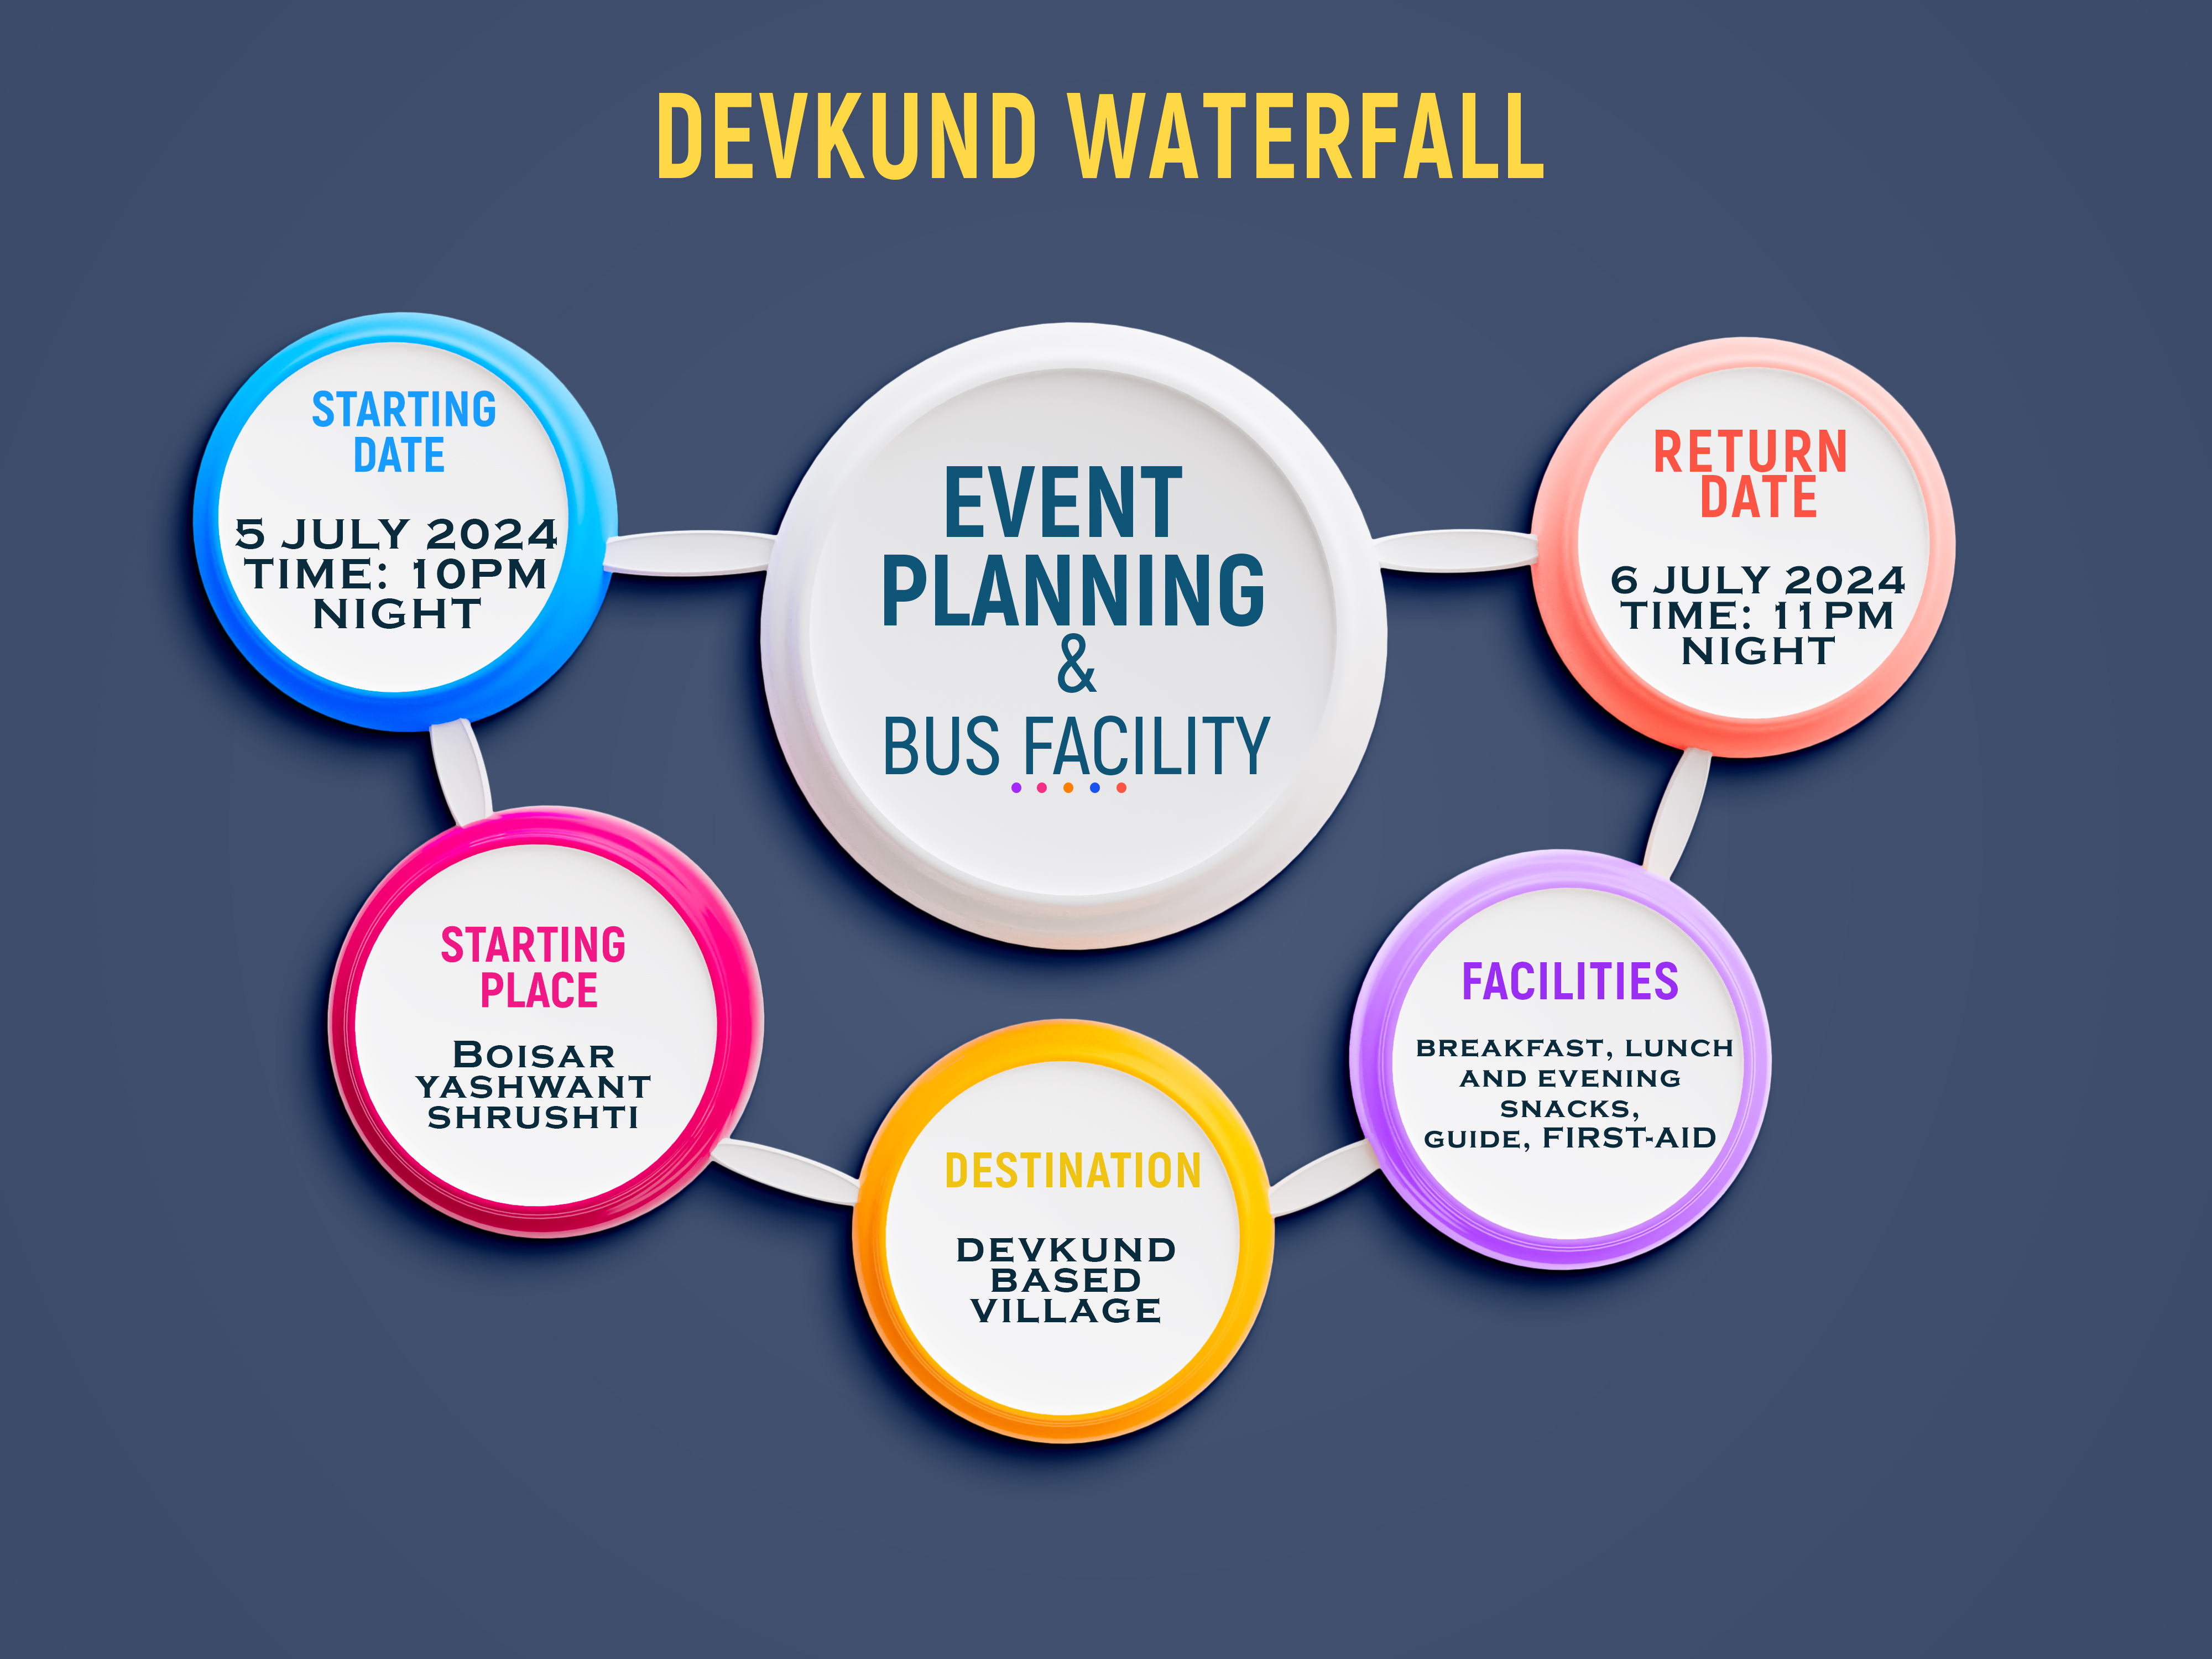 DEVKUND WATERFALL
STARTING
DATE
5 JULY 2024
TIME: 10PM
NIGHT
EVENT
PLANNING
&
BUS FACILITY
RETURN
DATE
6 JULY 2024
TIME: 11PM
NIGHT
STARTING
PLACE
BOISAR
YASHWANT
SHRUSHTI
DESTINATION
DEVKUND
BASED
VILLAGE
FACILITIES
BREAKFAST, LUNCH
AND EVENING
SNACKS,
GUIDE, FIRST-AID